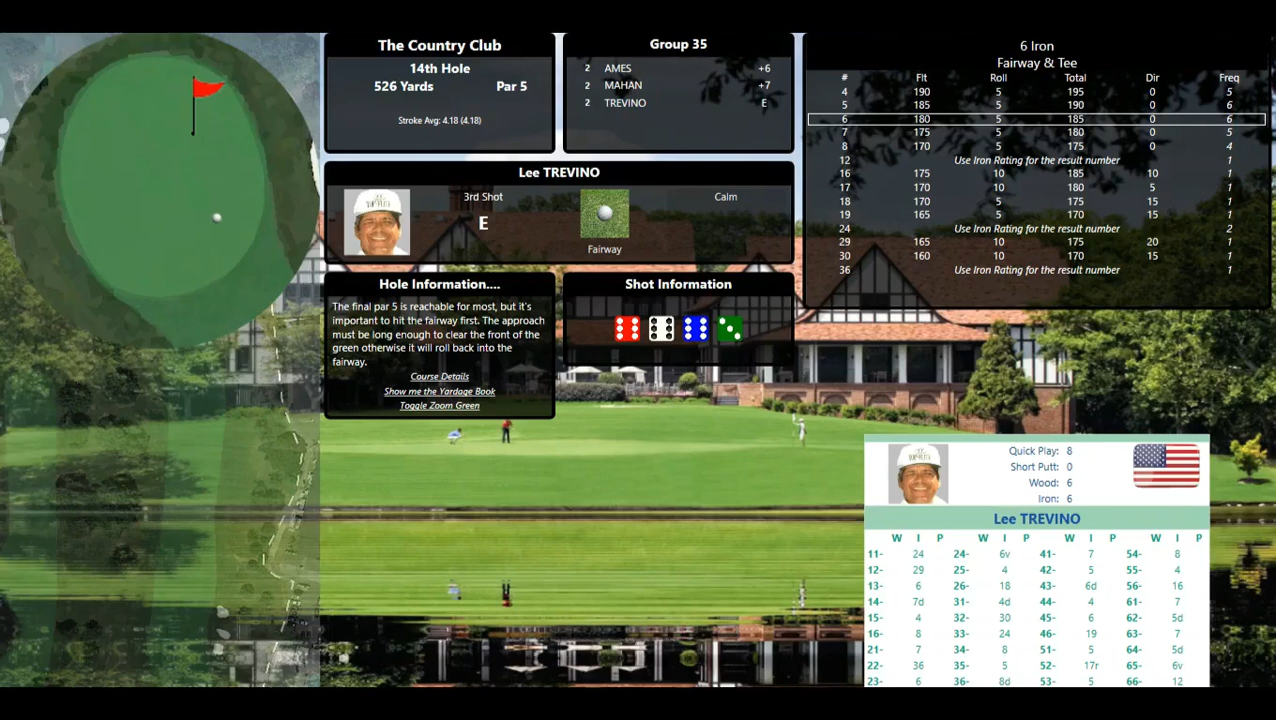 The Country Club
14th Hole
526 Yards Par 5
Stroke Avg: 4.18 (4.18)
Group 35
2 AMES +6
2 MAHAN +7
2 TREVINO E
Lee TREVINO
3rd Shot
E
Fairway
Calm
Hole Information....
The final par 5 is reachable for most, but it's
important to hit the fairway first. The approach
must be long enough to clear the front of the
green otherwise it will roll back into the
fairway.
Course Details
Show me the Yardage Book
Toggle Zoom Green
Shot Information
6 Iron
Fairway & Tee
# Flt Roll Total Dir Freq
4 190 5 195 0 5
5 185 5 190 0 6
6 180 5 185 0 6
7 175 5 180 0 5
8 170 5 175 0 4
12 Use Iron Rating for the result number 1
16 175 10 185 10 1
17 170 10 180 5 1
18 170 5 175 15 1
19 165 5 170 15 1
24 Use Iron Rating for the result number 2
29 165 10 175 20 1
30 160 10 170 15 1
36 Use Iron Rating for the result number 1
Quick Play: 8
Short Putt: 0
Wood: 6
Iron: 6
Lee TREVINO
W I P W I P W I P W I P
11- 24 24- 6v 41- 7 54- 8
12- 29 25- 4 42- 5 55- 4
13- 6 26- 18 43- 6d 56- 16
14- 7d 31- 4d 44- 4 61- 7
15- 4 32- 30 45- 6 62- 5d
16- 8 33- 24 46- 19 63- 7
21- 7 34- 8 51- 5 64- 5d
22- 36 35- 5 52- 17r 65- 6v
23- 6 36- 8d 53- 5 66- 12